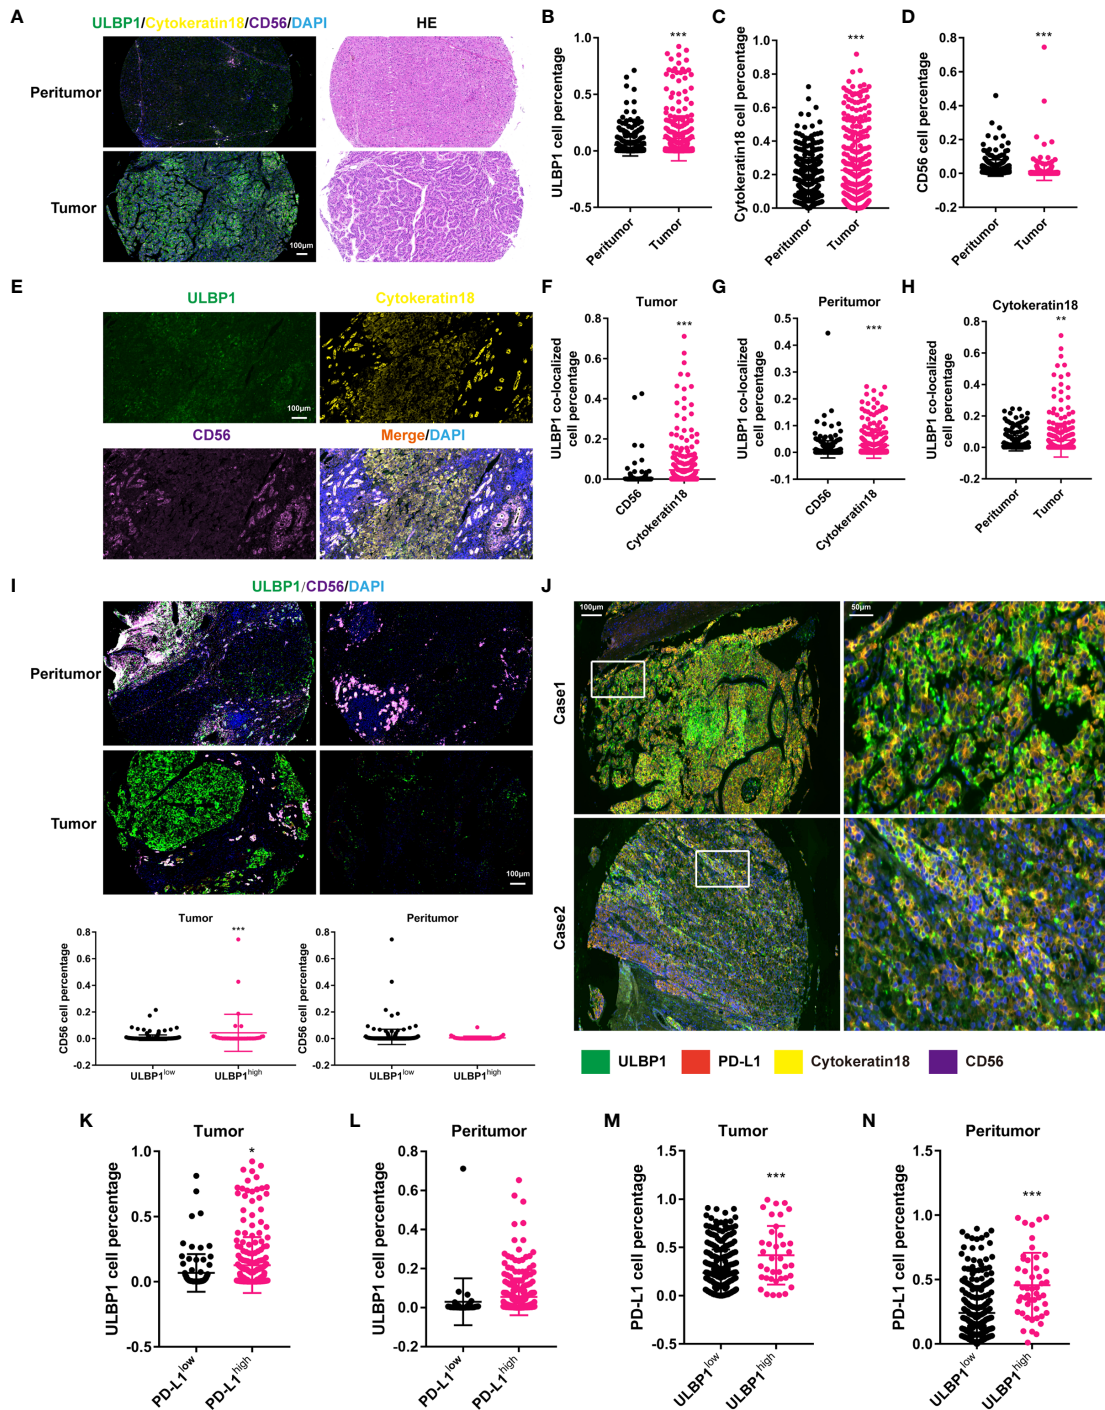 A
ULBP1/Cytokeratin18/CD56/DAPI
HE
Peritumor
Tumor
100μm
B
***
ULBP1 cell percentage
1.0
0.5
0.0
-0.5
Peritumor
Tumor
C
***
Cytokeratin18 cell percentage
1.0
0.8
0.6
0.4
0.2
0.0
Peritumor
Tumor
D
***
CD56 cell percentage
0.8
0.6
0.4
0.2
0.0
-0.2
Peritumor
Tumor
E
ULBP1
Cytokeratin18
100μm
CD56
Merge/DAPI
F
Tumor
***
ULBP1 co-localized
cell percentage
0.8
0.6
0.4
0.2
0.0
CD56
Cytokeratin18
G
Peritumor
***
ULBP1 co-localized
cell percentage
0.5
0.4
0.3
0.2
0.1
0.0
-0.1
CD56
Cytokeratin18
H
Cytokeratin18
**
ULBP1 co-localized
cell percentage
0.8
0.6
0.4
0.2
0.0
-0.2
Peritumor
Tumor
I
ULBP1/CD56/DAPI
Peritumor
Tumor
100μm
Tumor
***
CD56 cell percentage
0.8
0.6
0.4
0.2
0.0
-0.2
ULBP1low
ULBP1high
Peritumor
CD56 cell percentage
0.8
0.6
0.4
0.2
0.0
-0.2
ULBP1low
ULBP1high
J
100μm
50μm
Case1
Case2
ULBP1
PD-L1
Cytokeratin18
CD56
K
Tumor
*
ULBP1 cell percentage
1.0
0.5
0.0
-0.5
PD-L1low
PD-L1high
L
Peritumor
ULBP1 cell percentage
0.8
0.6
0.4
0.2
0.0
-0.2
PD-L1low
PD-L1high
M
Tumor
***
PD-L1 cell percentage
1.5
1.0
0.5
0.0
-0.5
ULBP1low
ULBP1high
N
Peritumor
***
PD-L1 cell percentage
1.5
1.0
0.5
0.0
ULBP1low
ULBP1high